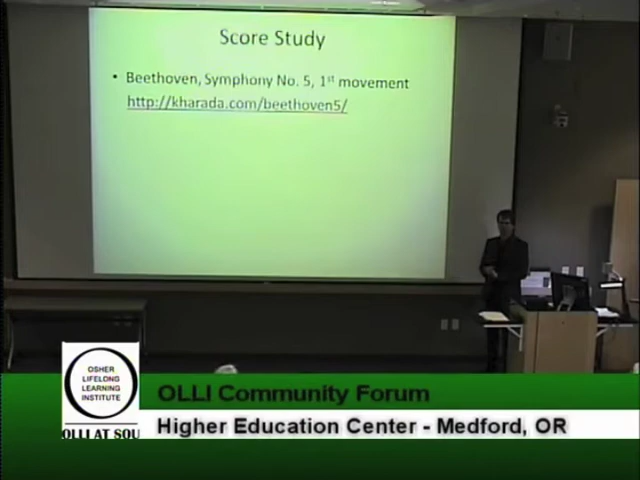 Score Study
• Beethoven, Symphony No. 5, 1st movement
http://kharada.com/beethoven5/
OSHER
LIFELONG
LEARNING
INSTITUTE
OLLI AT SOU
OLLI Community Forum
Higher Education Center - Medford, OR